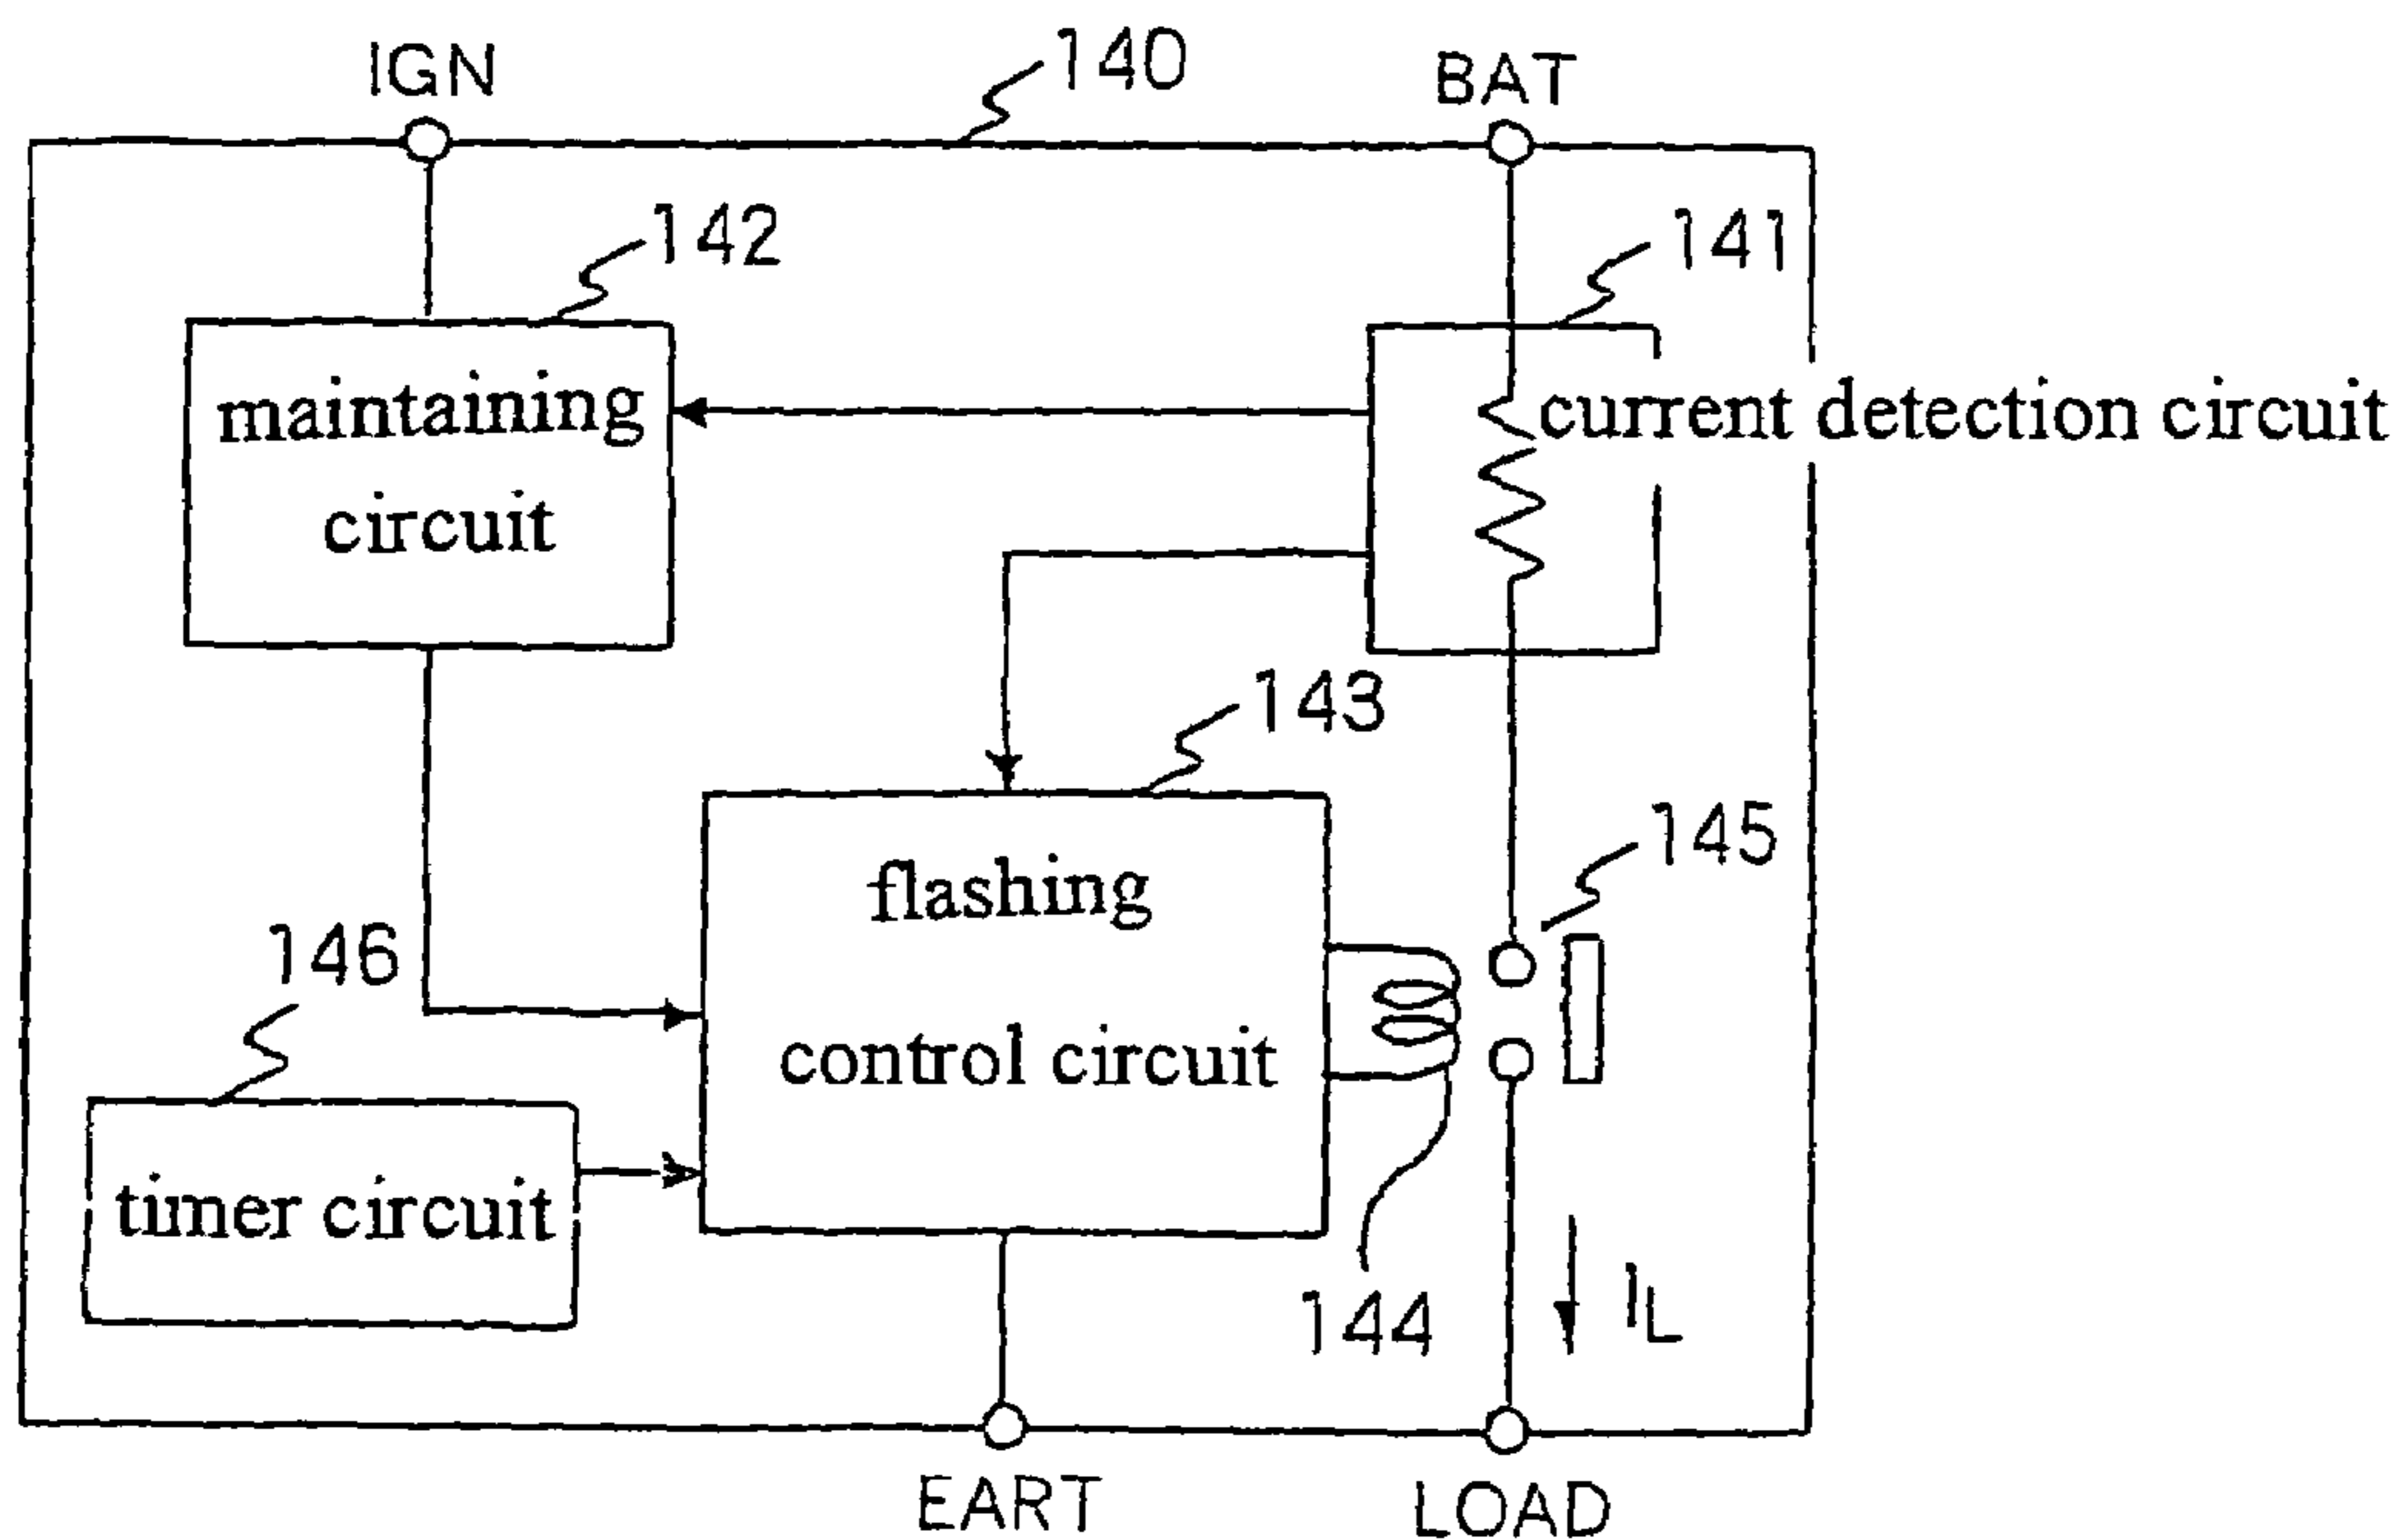 IGN
140
BAT
142
141
maintaining
circuit
current detection circuit
143
flashing
control circuit
145
146
timer circuit
144
IL
EART
LOAD